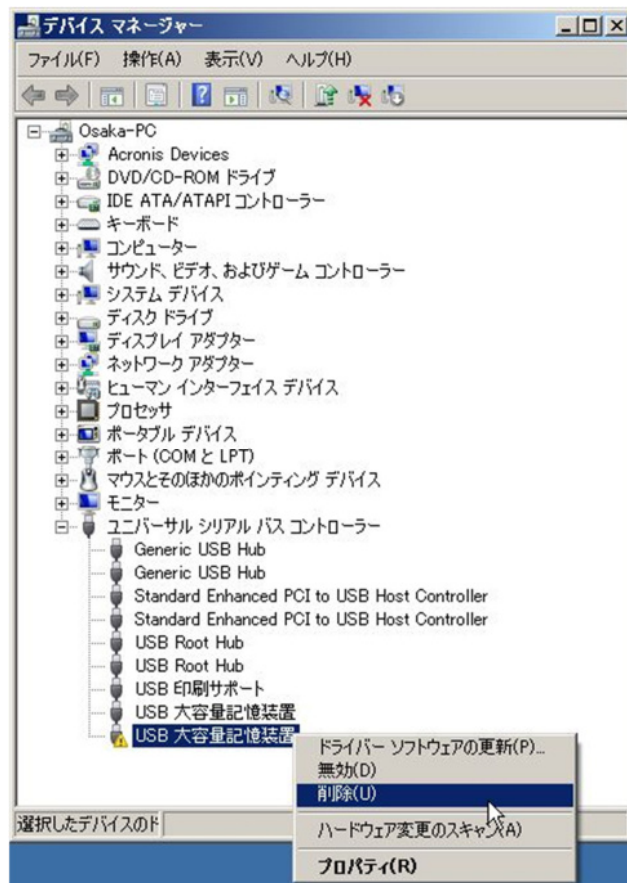 デバイス マネージャー
ファイル(F) 操作(A) 表示(V) ヘルプ(H)
Osaka-PC
Acronis Devices
DVD/CD-ROM ドライブ
IDE ATA/ATAPI コントローラー
キーボード
コンピューター
サウンド、ビデオ、およびゲーム コントローラー
システム デバイス
ディスク ドライブ
ディスプレイ アダプター
ネットワーク アダプター
ヒューマン インターフェイス デバイス
プロセッサ
ポータブル デバイス
ポート (COM と LPT)
マウスとそのほかのポインティング デバイス
モニター
ユニバーサル シリアル バス コントローラー
Generic USB Hub
Generic USB Hub
Standard Enhanced PCI to USB Host Controller
Standard Enhanced PCI to USB Host Controller
USB Root Hub
USB Root Hub
USB 印刷サポート
USB 大容量記憶装置
USB 大容量記憶装置
ドライバー ソフトウェアの更新(P)...
無効(D)
削除(U)
ハードウェア変更のスキャン(A)
プロパティ(R)
選択したデバイスのド